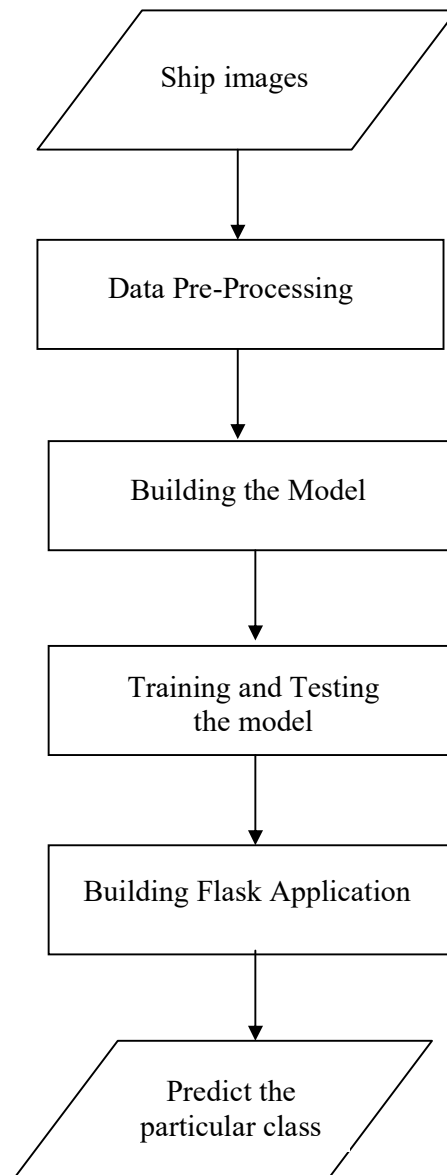 Ship images
Data Pre-Processing
Building the Model
Training and Testing
the model
Building Flask Application
Predict the
particular class